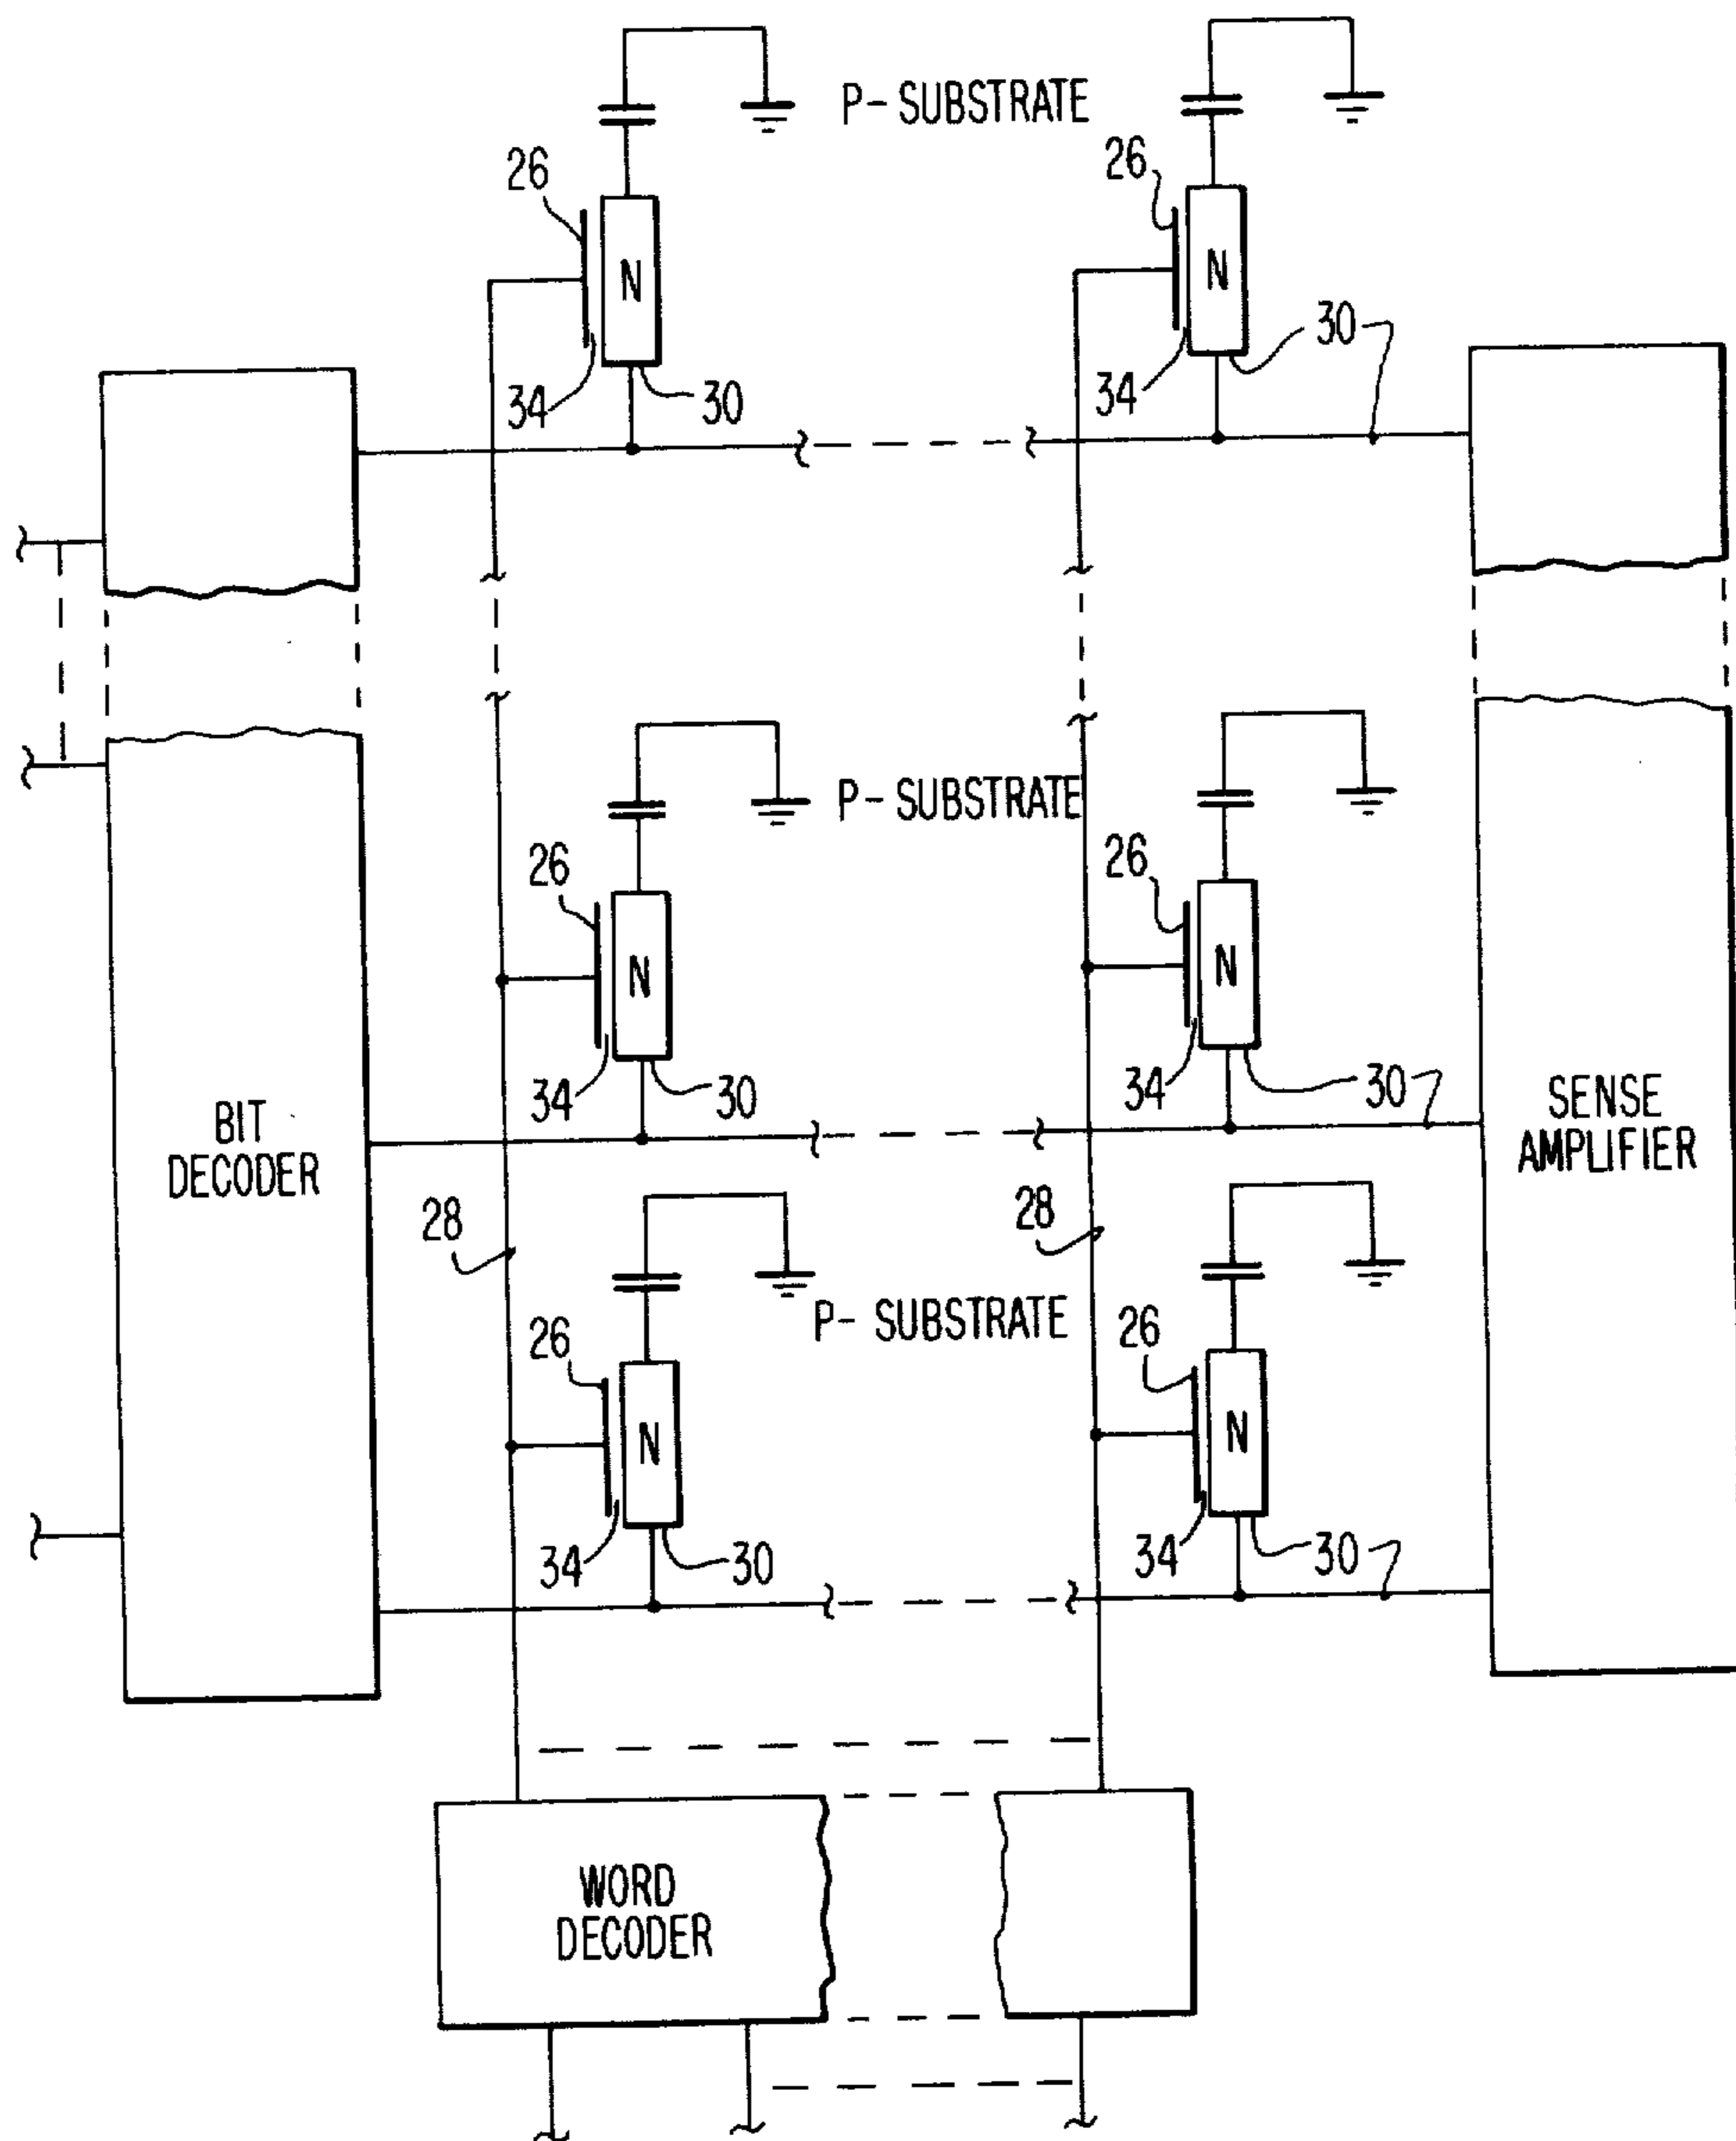 P- SUBSTRATE
26
26
N
N
30
34
30
34
P- SUBSTRATE
26
26
N
N
34
30
34
30
BIT
DECODER
SENSE
AMPLIFIER
28
28
P- SUBSTRATE
26
26
N
N
34
30
34
30
WORD
DECODER